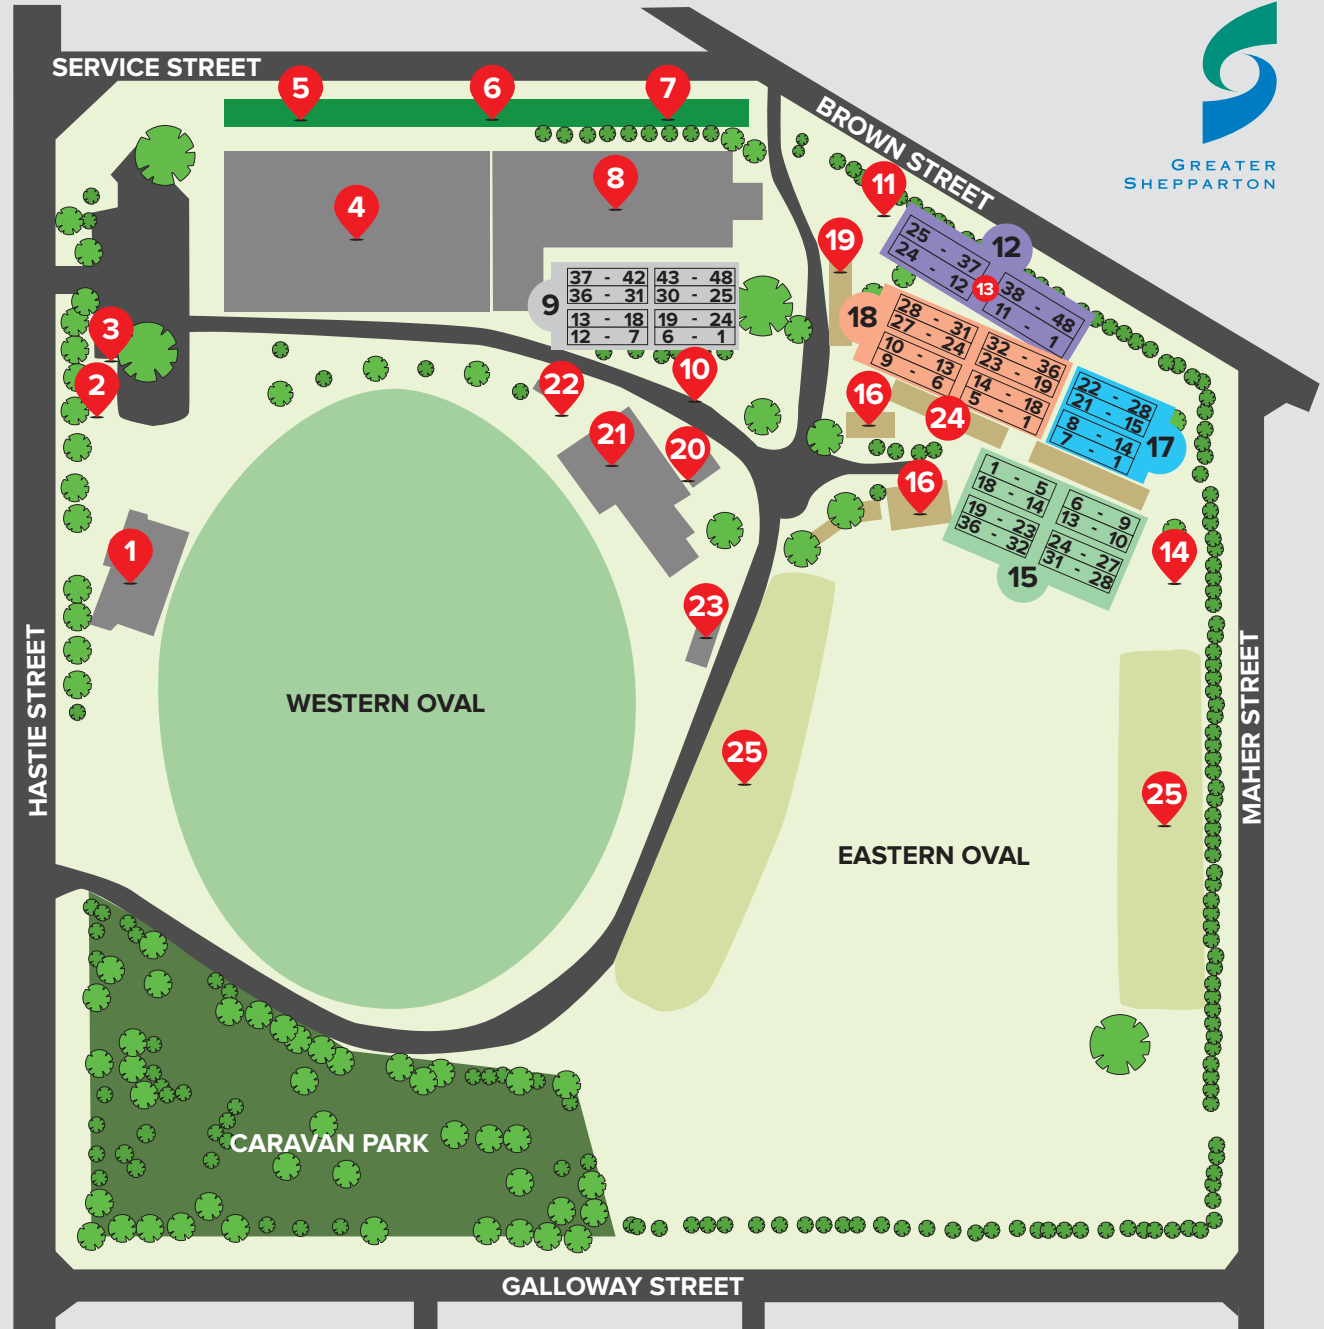 SERVICE STREET
BROWN STREET
GREATER
SHEPPARTON
5
6
7
4
8
11
19
12
25 - 37
24 - 12
13
38 - 48
11 - 1
9
37 - 42
43 - 48
36 - 31
30 - 25
13 - 18
19 - 24
12 - 7
6 - 1
18
28 - 31
27 - 24
10 - 13
9 - 6
32 - 36
23 - 19
14 - 18
5 - 1
3
2
22
10
16
24
22 - 28
21 - 15
8 - 14
7 - 1
17
21
20
16
1 - 5
18 - 14
19 - 23
36 - 32
6 - 9
13 - 10
24 - 27
31 - 28
15
14
1
23
HASTIE STREET
WESTERN OVAL
25
25
MAHER STREET
EASTERN OVAL
CARAVAN PARK
GALLOWAY STREET